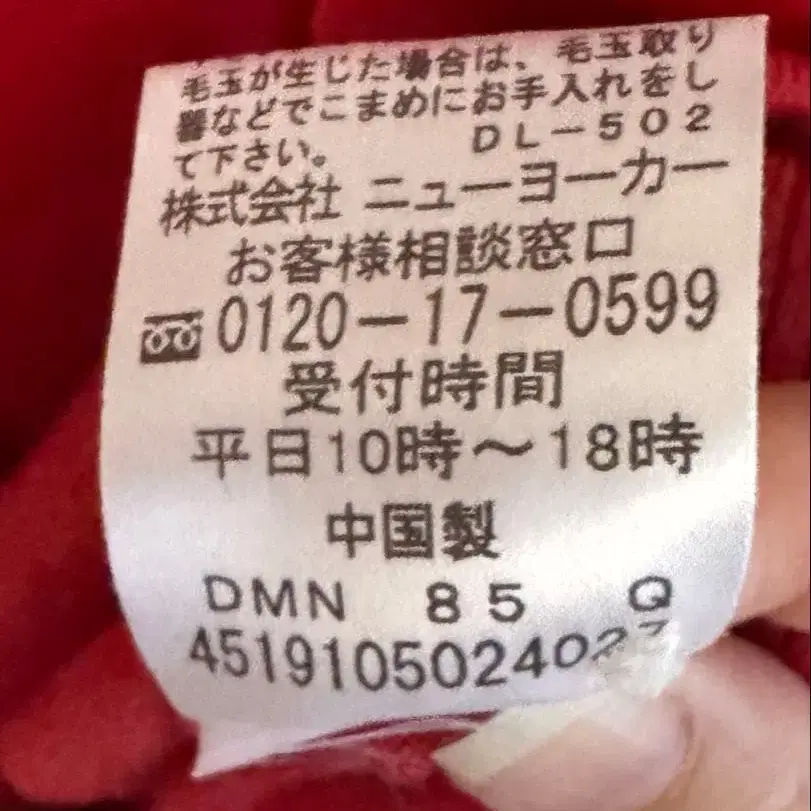 毛玉が生じた場合は、毛玉取り
器などでこまめにお手入れをし
て下さい。 DL-502
株式会社 ニューヨーカー
お客様相談窓口
0120-17-0599
受付時間
平日10時～18時
中国製
DMN 85 Q
4519105024023